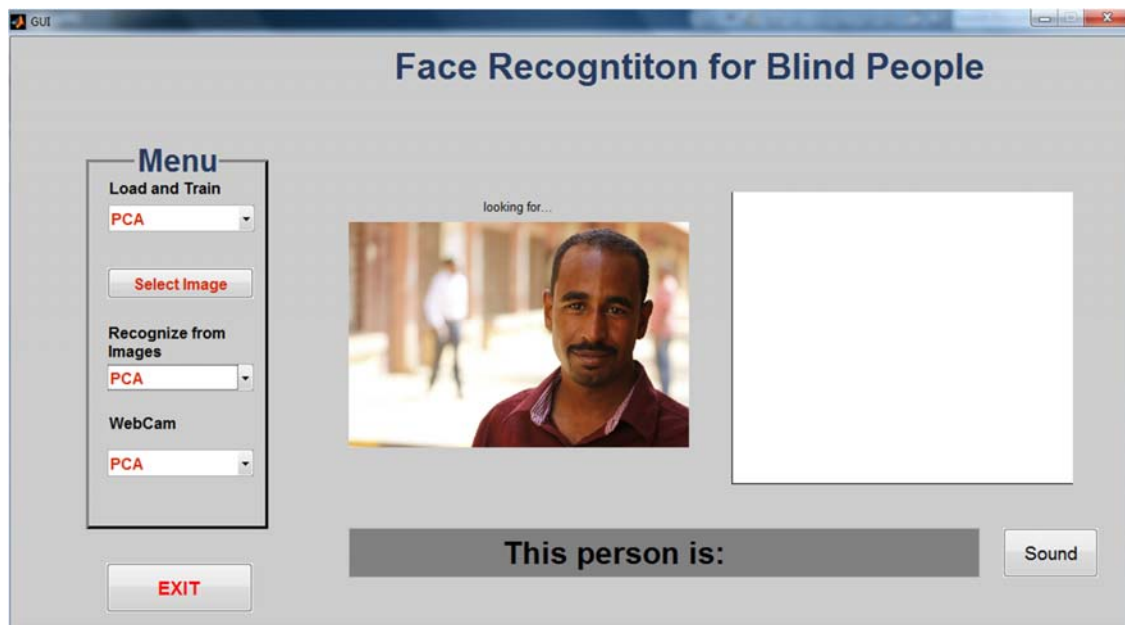 GUI
Face Recogntiton for Blind People
Menu
Load and Train
PCA
Select Image
Recognize from
Images
PCA
WebCam
PCA
EXIT
looking for...
This person is:
Sound